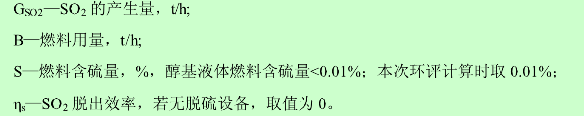 G_SO2—SO₂ 的产生量，t/h;
B—燃料用量，t/h;
S—燃料含硫量，%，醇基液体燃料含硫量<0.01%；本次环评计算时取 0.01%；
ηs—SO₂ 脱出效率，若无脱硫设备，取值为 0。